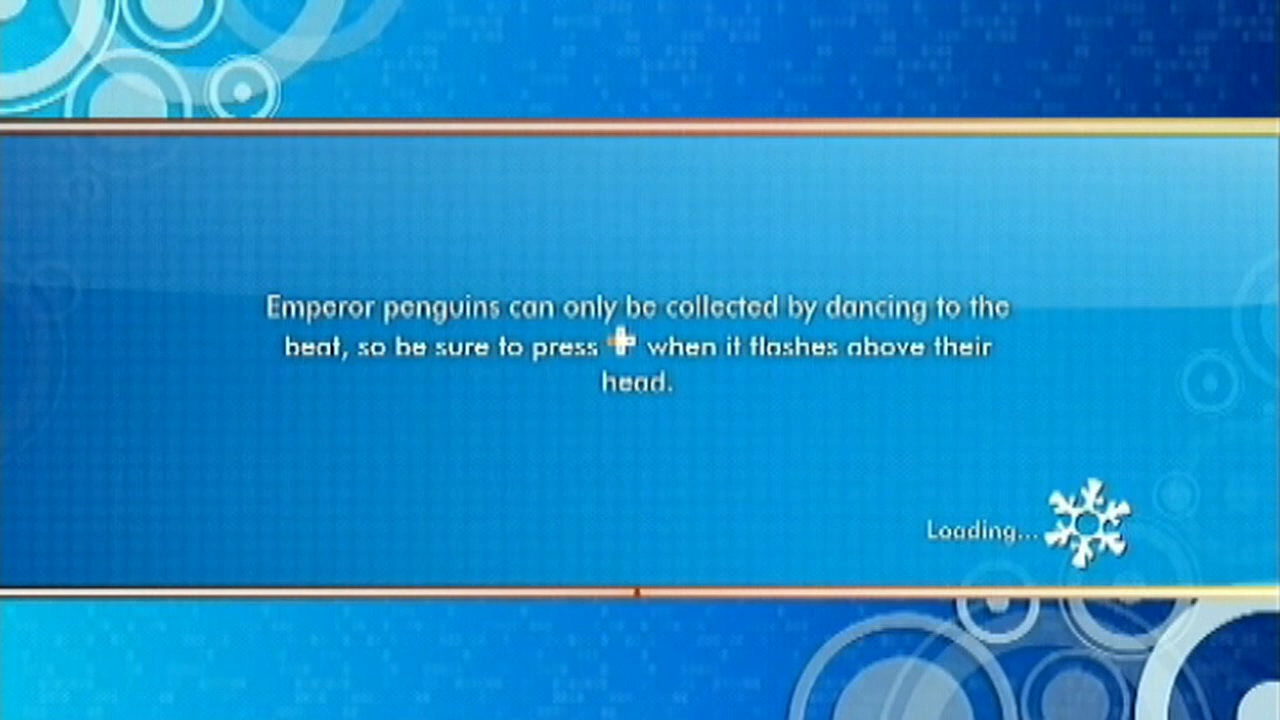 Emperor penguins can only be collected by dancing to the
beat, so be sure to press when it flashes above their
head.
Loading...